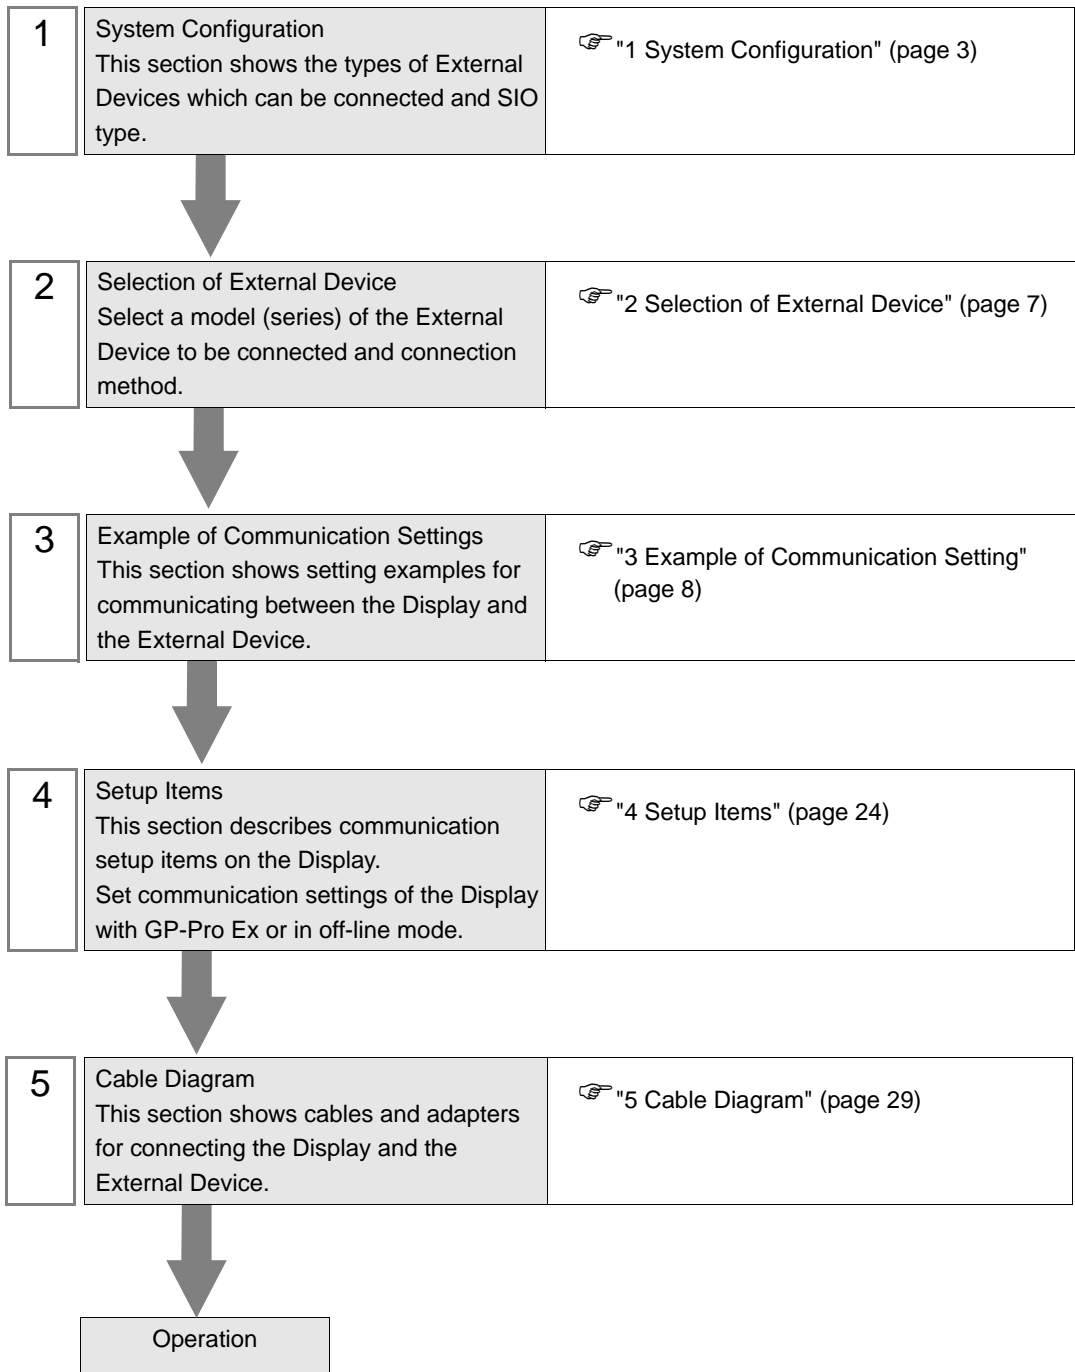 1
System Configuration
This section shows the types of External
Devices which can be connected and SIO
type.
"1 System Configuration" (page 3)
2
Selection of External Device
Select a model (series) of the External
Device to be connected and connection
method.
"2 Selection of External Device" (page 7)
3
Example of Communication Settings
This section shows setting examples for
communicating between the Display and
the External Device.
"3 Example of Communication Setting"
(page 8)
4
Setup Items
This section describes communication
setup items on the Display.
Set communication settings of the Display
with GP-Pro Ex or in off-line mode.
"4 Setup Items" (page 24)
5
Cable Diagram
This section shows cables and adapters
for connecting the Display and the
External Device.
"5 Cable Diagram" (page 29)
Operation